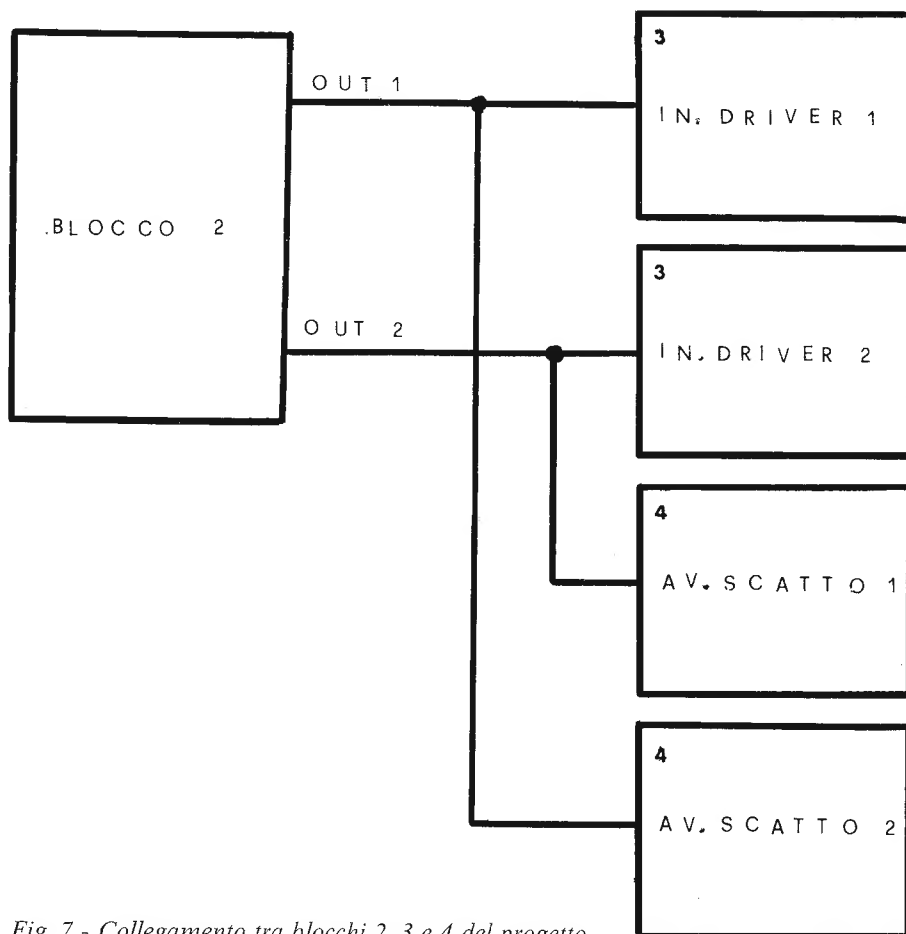 3
OUT 1
IN. DRIVER 1
.BLOCCO 2
3
OUT 2
IN. DRIVER 2
4
AV. SCATTO 1
4
AV. SCATTO 2
Fig. 7 - Collegamento tra blocchi 2, 3 e 4 del progetto